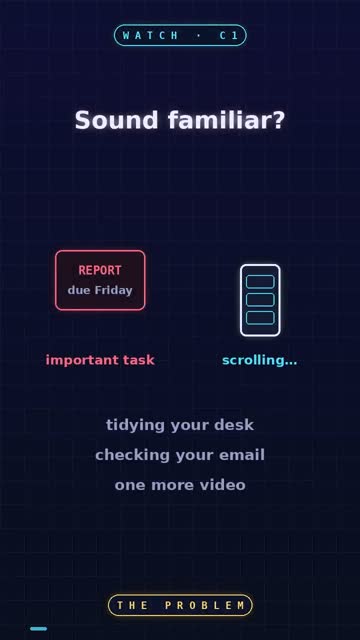 WATCH · C1
Sound familiar?
REPORT
due Friday
important task
scrolling…
tidying your desk
checking your email
one more video
THE PROBLEM